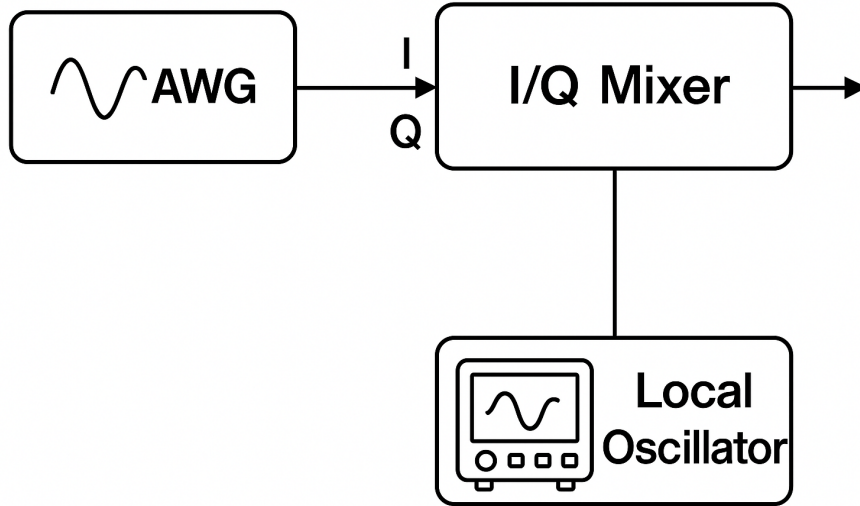 AWG
I
Q
I/Q Mixer
Local
Oscillator